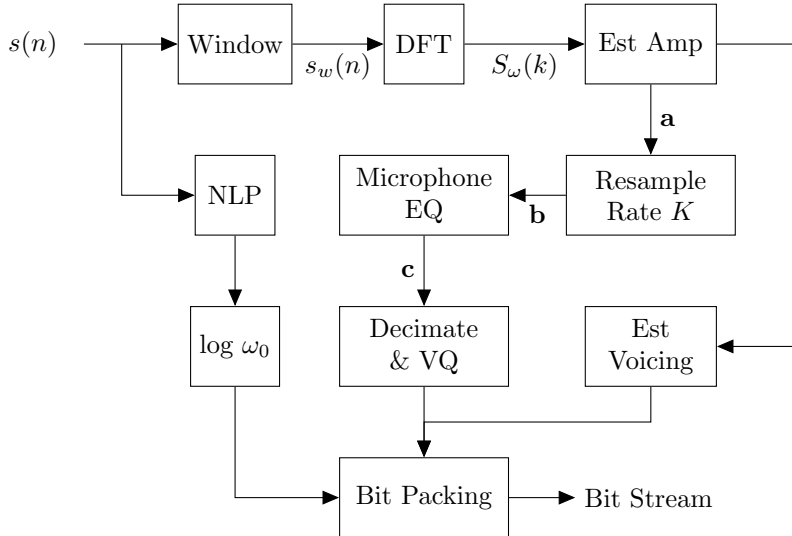 s(n)
Window
s_w(n)
DFT
S_ω(k)
Est Amp
a
NLP
Microphone
EQ
b
Resample
Rate K
c
log ω₀
Decimate
& VQ
Est
Voicing
Bit Packing
Bit Stream